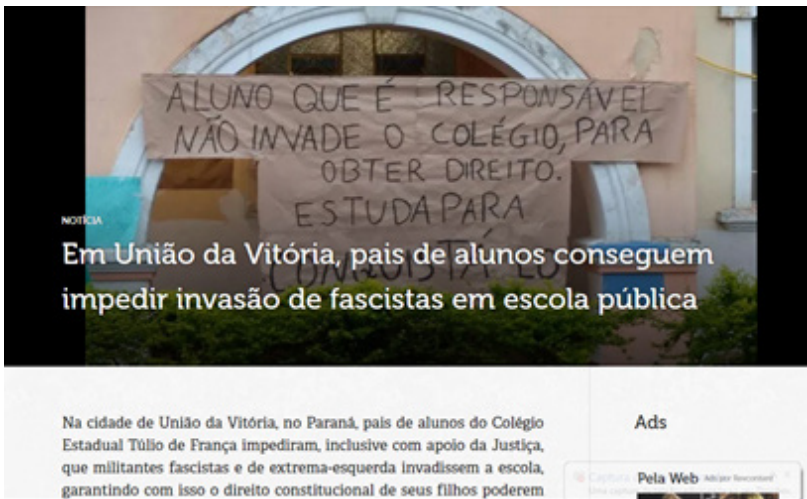 ALUNO QUE É RESPONSÁVEL
NÃO INVADE O COLÉGIO, PARA
OBTER DIREITO.
ESTUDA PARA
CONQUISTÁ-LO
NOTÍCIA
Em União da Vitória, pais de alunos conseguem
impedir invasão de fascistas em escola pública
Na cidade de União da Vitória, no Paraná, pais de alunos do Colégio
Estadual Túlio de França impediram, inclusive com apoio da Justiça,
que militantes fascistas e de extrema-esquerda invadissem a escola,
garantindo com isso o direito constitucional de seus filhos poderem
Ads
Pela Web